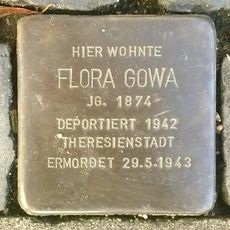 HIER WOHNTE
FLORA GOWA
JG. 1874
DEPORTIERT 1942
THERESIENSTADT
ERMORDET 29.5.1943